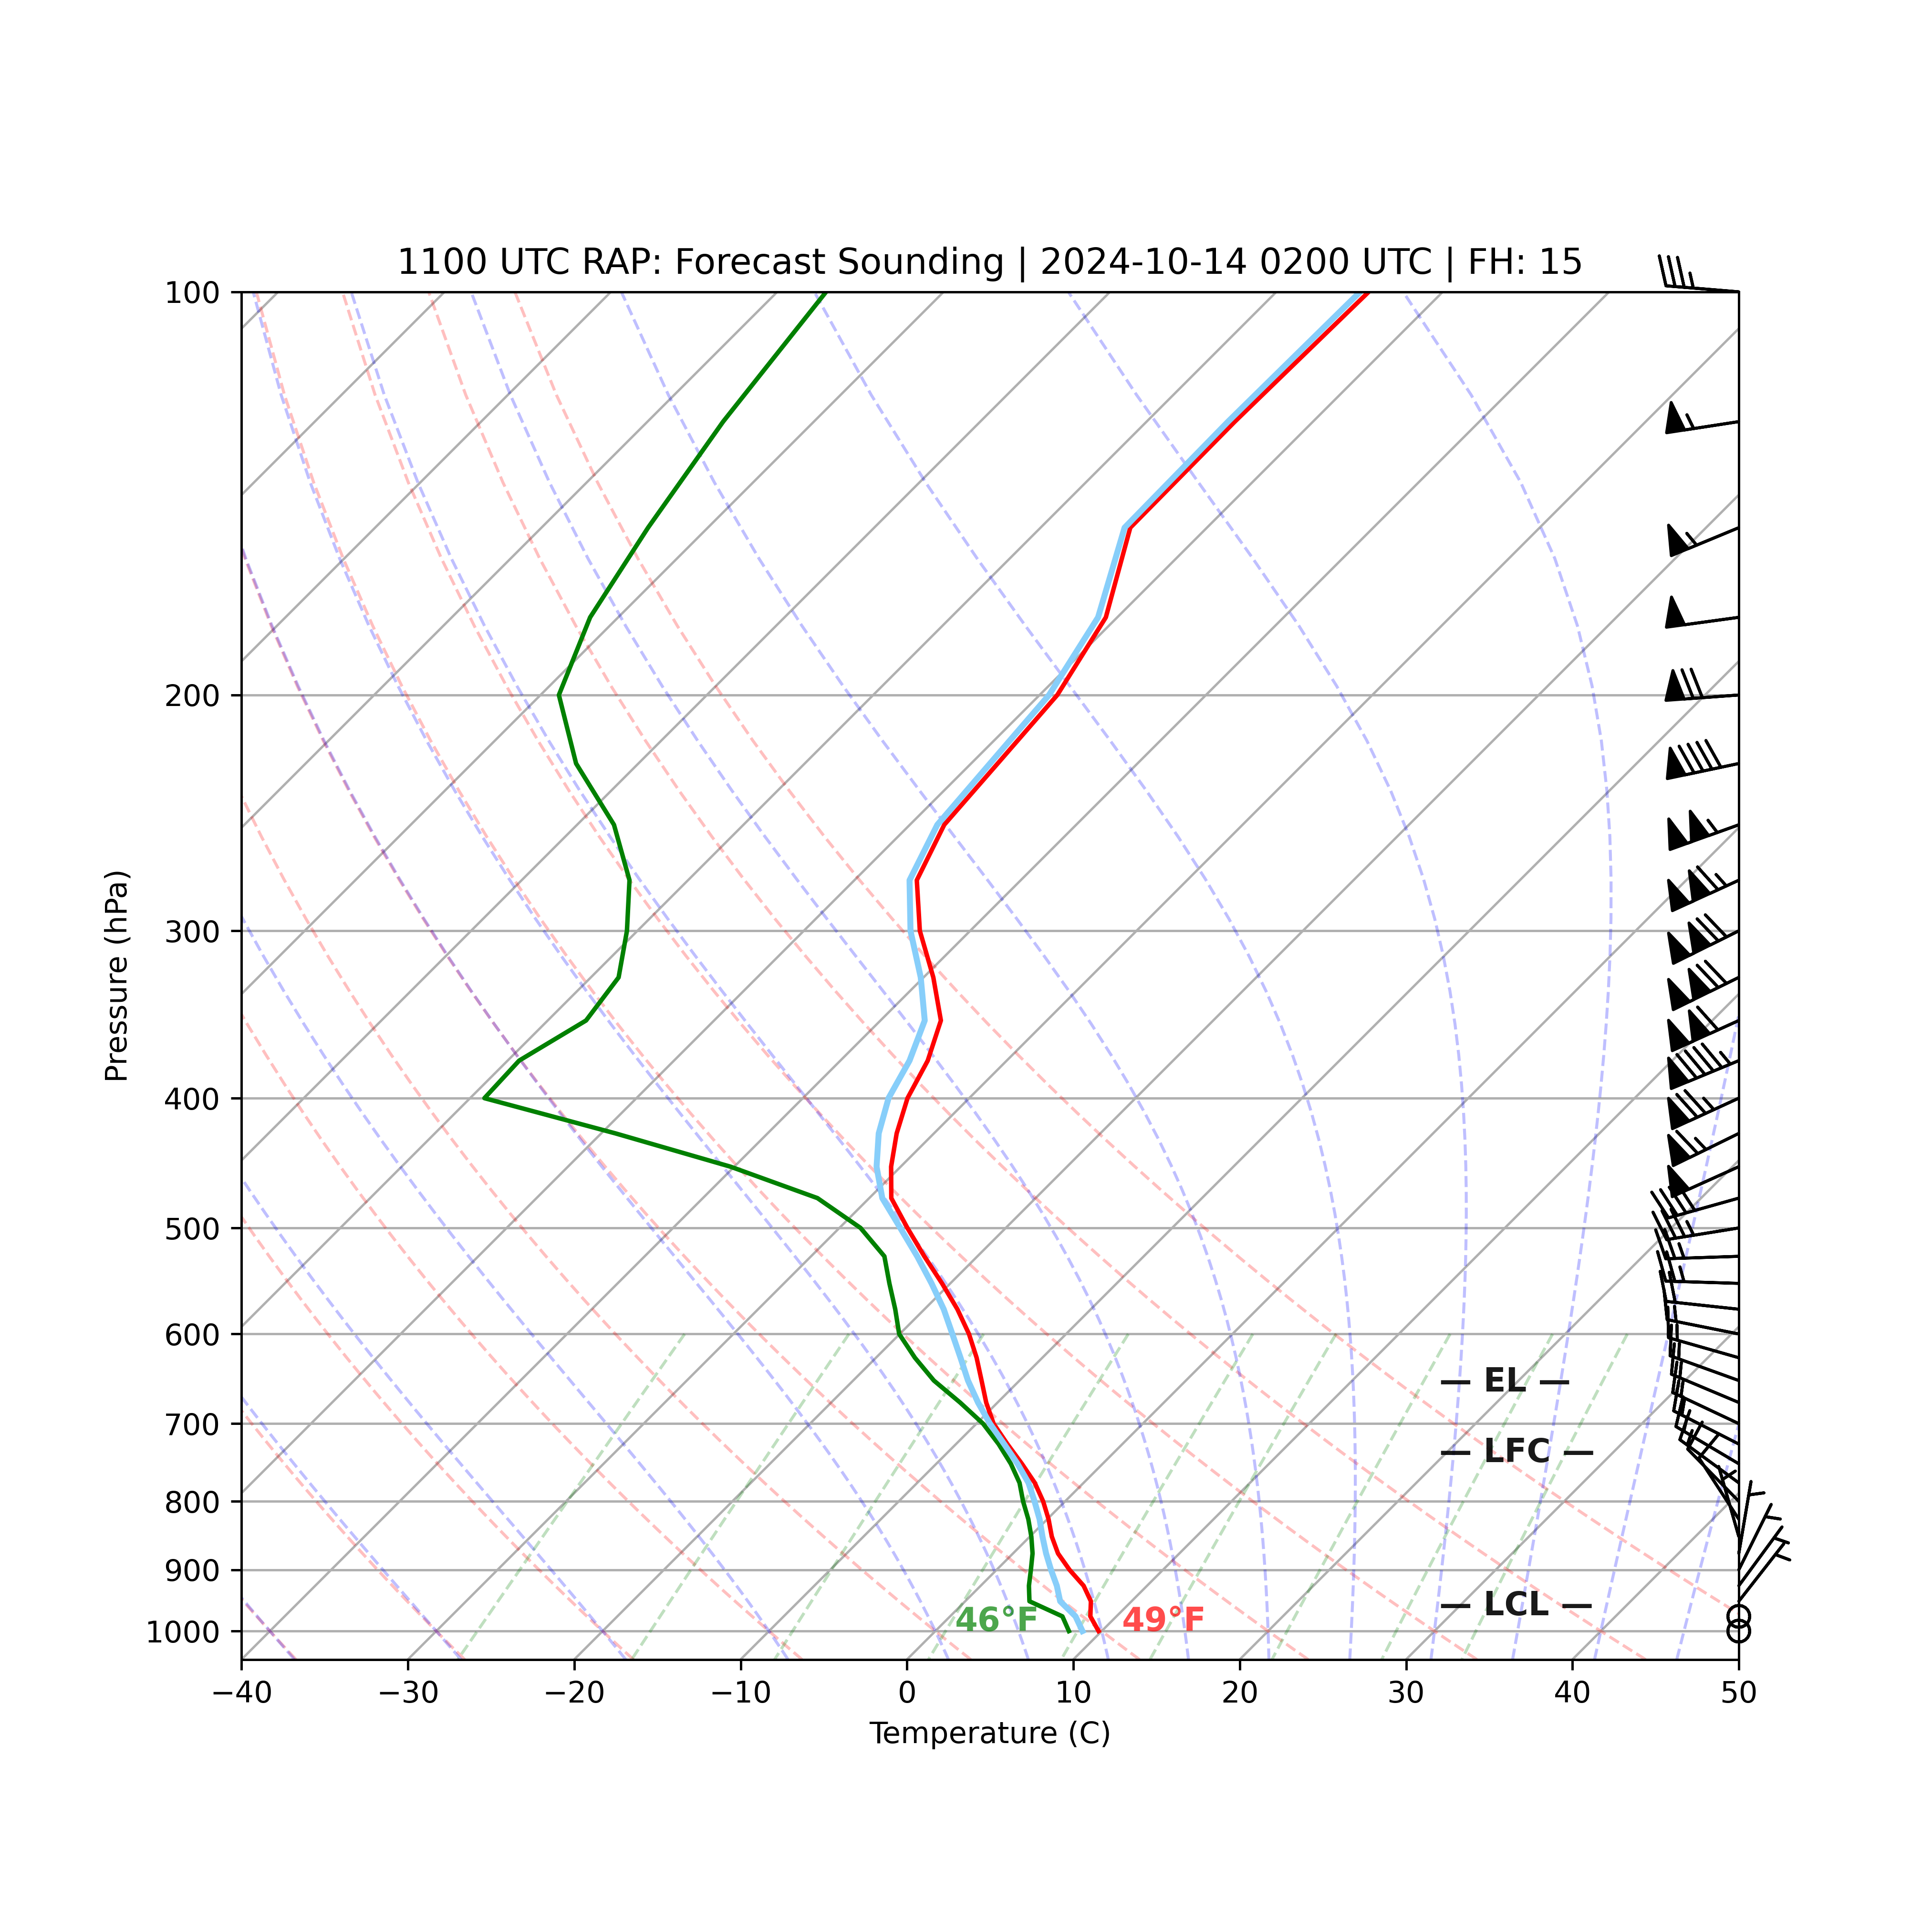 1100 UTC RAP: Forecast Sounding | 2024-10-14 0200 UTC | FH: 15
100
200
300
400
500
600
700
800
900
1000
Pressure (hPa)
— EL —
— LFC —
— LCL —
46°F 49°F
−40 −30 −20 −10 0 10 20 30 40 50
Temperature (C)